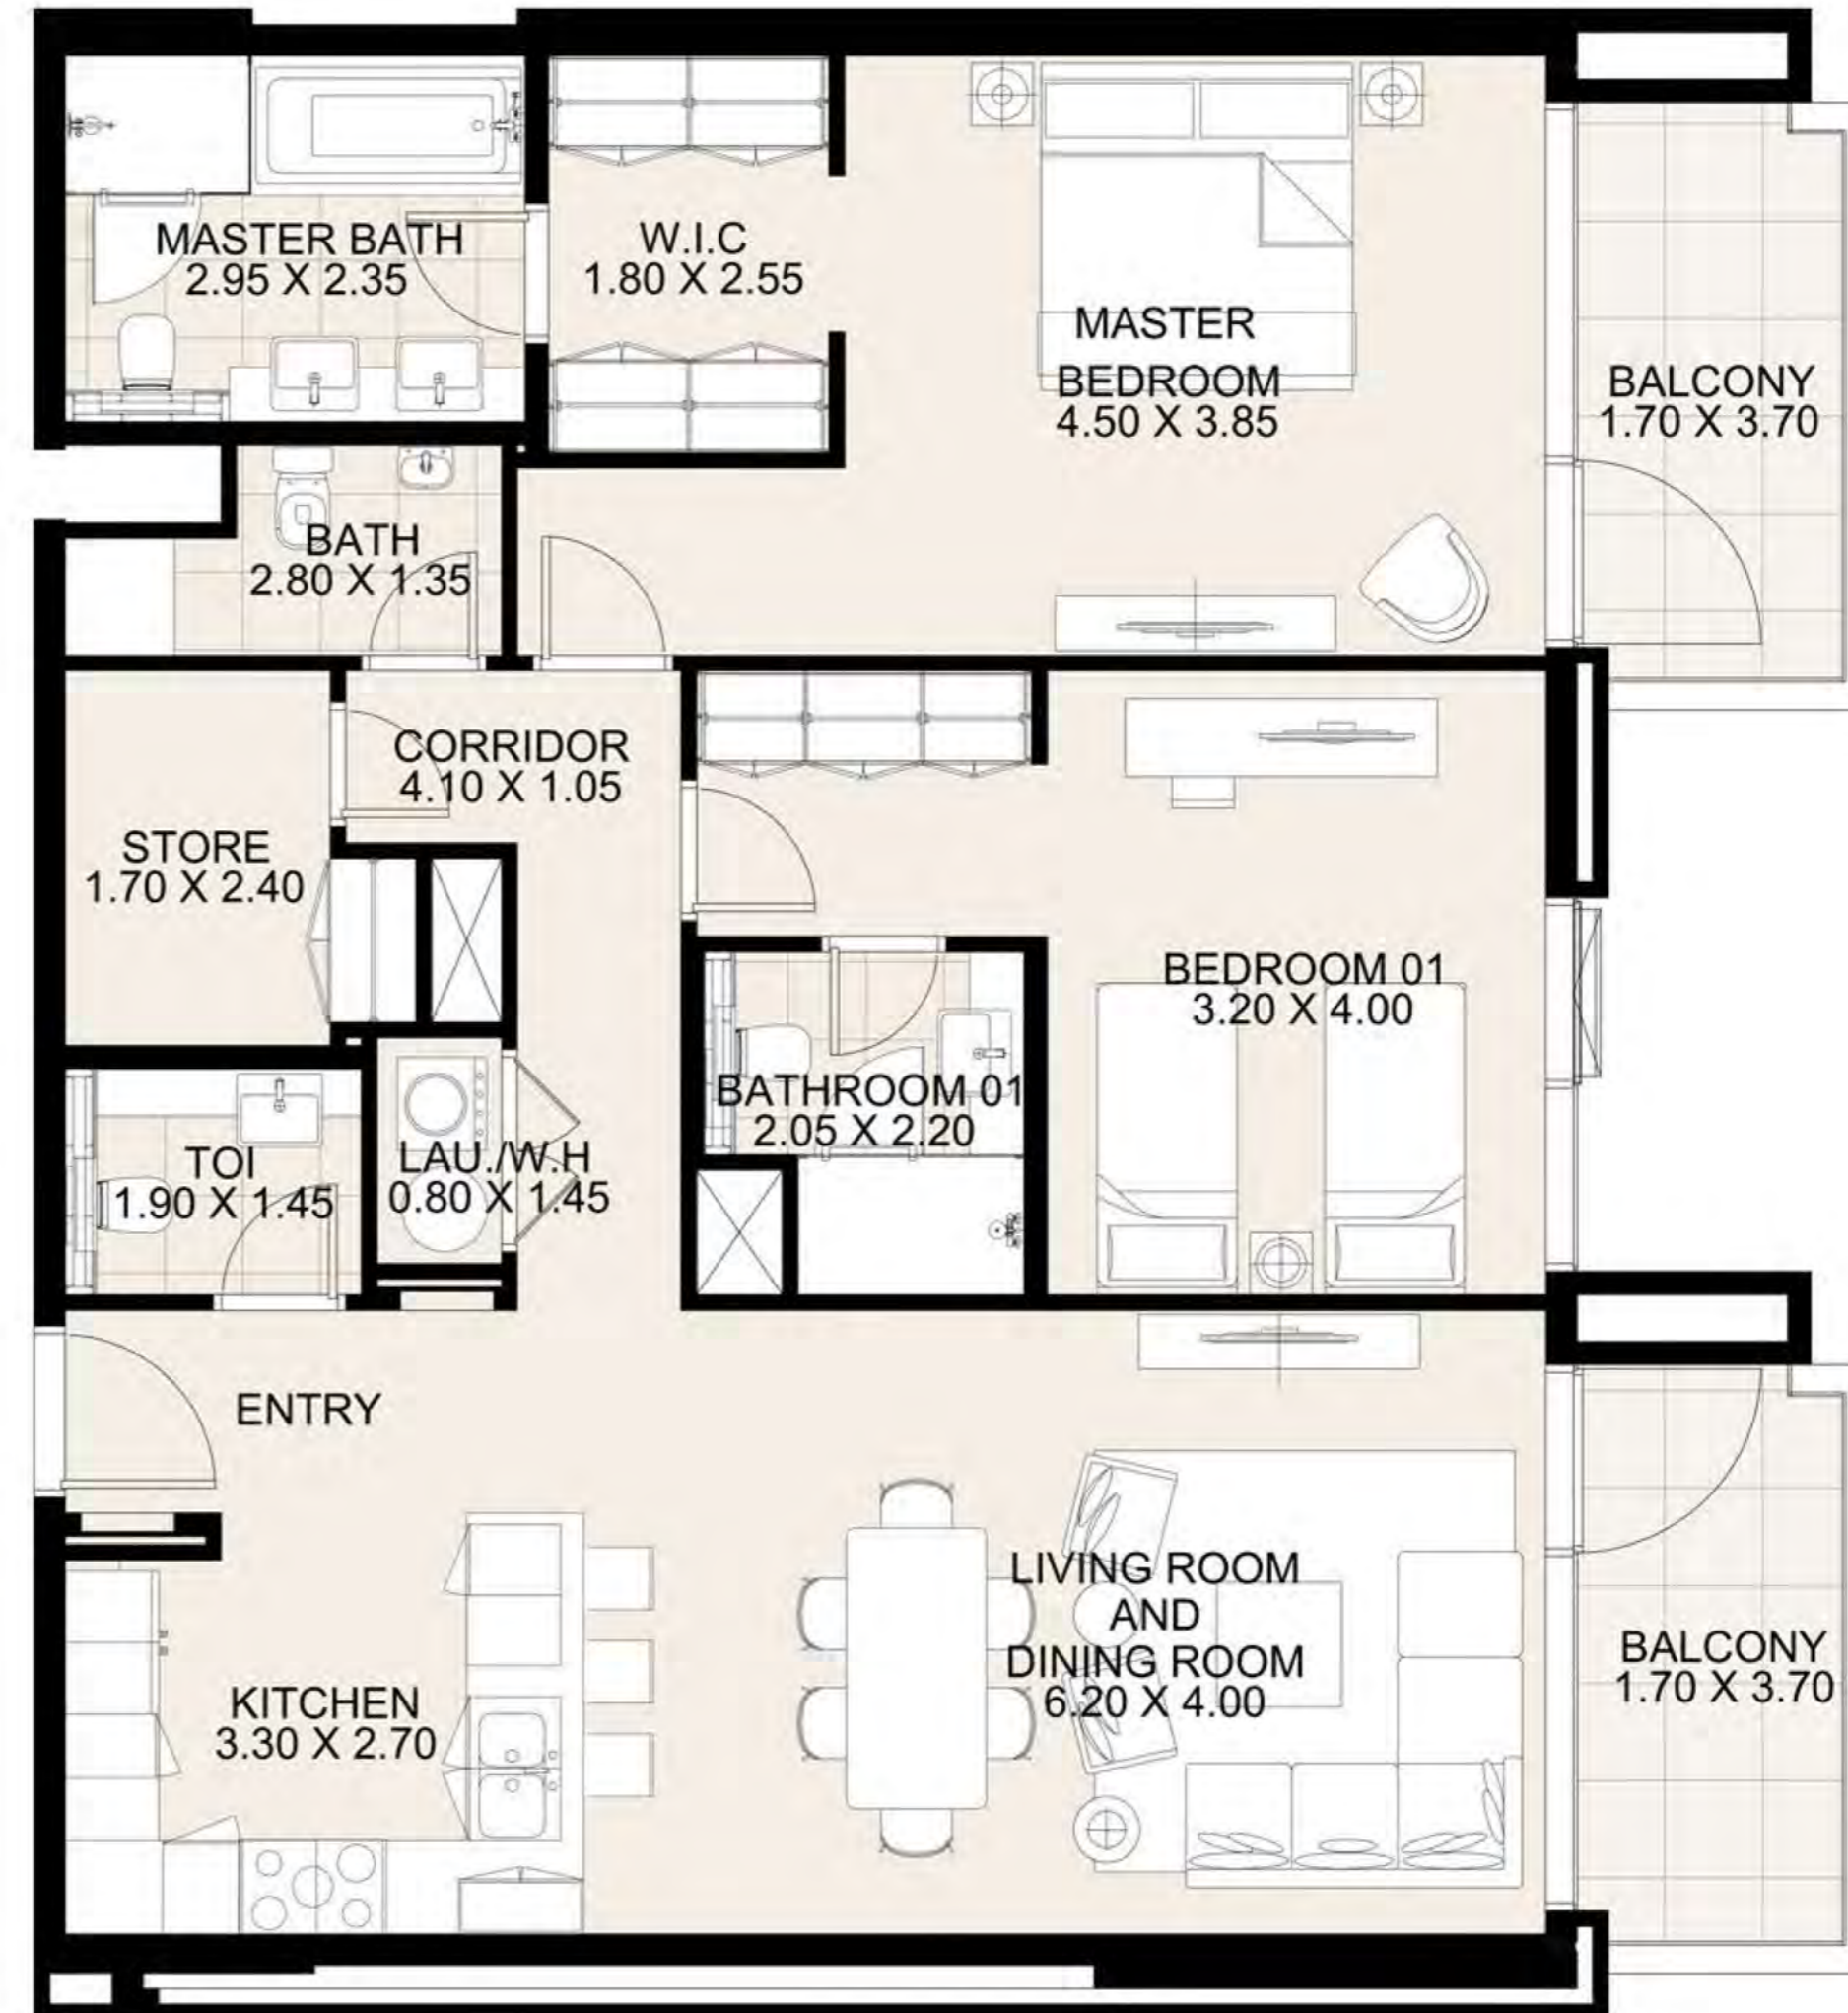 MASTER BATH
2.95 X 2.35
W.I.C
1.80 X 2.55
MASTER
BEDROOM
4.50 X 3.85
BALCONY
1.70 X 3.70
BATH
2.80 X 1.35
CORRIDOR
4.10 X 1.05
STORE
1.70 X 2.40
BEDROOM 01
3.20 X 4.00
BATHROOM 01
2.05 X 2.20
TOI
1.90 X 1.45
LAU./W.H
0.80 X 1.45
ENTRY
LIVING ROOM
AND
DINING ROOM
6.20 X 4.00
BALCONY
1.70 X 3.70
KITCHEN
3.30 X 2.70